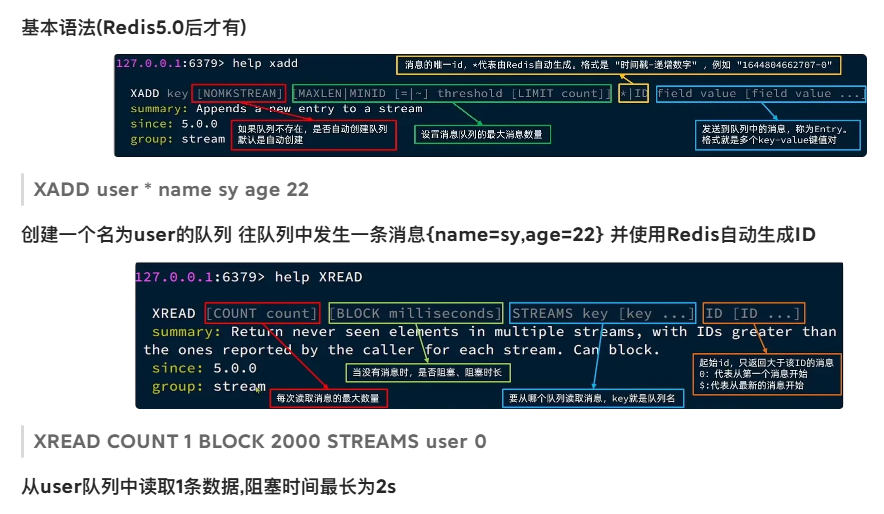 基本语法(Redis5.0后才有)
127.0.0.1:6379> help xadd
消息的唯一id，*代表由Redis自动生成。格式是 "时间戳-递增数字" ，例如 "1644804662707-0"
XADD key [NOMKSTREAM] [MAXLEN|MINID [=|~] threshold [LIMIT count]] *|ID field value [field value ...]
summary: Appends a new entry to a stream
since: 5.0.0
group: stream
如果队列不存在，是否自动创建队列
默认是自动创建
设置消息队列的最大消息数量
发送到队列中的消息，称为Entry。
格式就是多个key-value键值对
XADD user * name sy age 22
创建一个名为user的队列 往队列中发生一条消息{name=sy,age=22} 并使用Redis自动生成ID
127.0.0.1:6379> help XREAD
XREAD [COUNT count] [BLOCK milliseconds] STREAMS key [key ...] ID [ID ...]
summary: Return never seen elements in multiple streams, with IDs greater than
the ones reported by the caller for each stream. Can block.
since: 5.0.0
group: stream
当没有消息时，是否阻塞、阻塞时长
起始id，只返回大于该ID的消息
0: 代表从第一个消息开始
$:代表从最新的消息开始
每次读取消息的最大数量
要从哪个队列读取消息，key就是队列名
XREAD COUNT 1 BLOCK 2000 STREAMS user 0
从user队列中读取1条数据,阻塞时间最长为2s